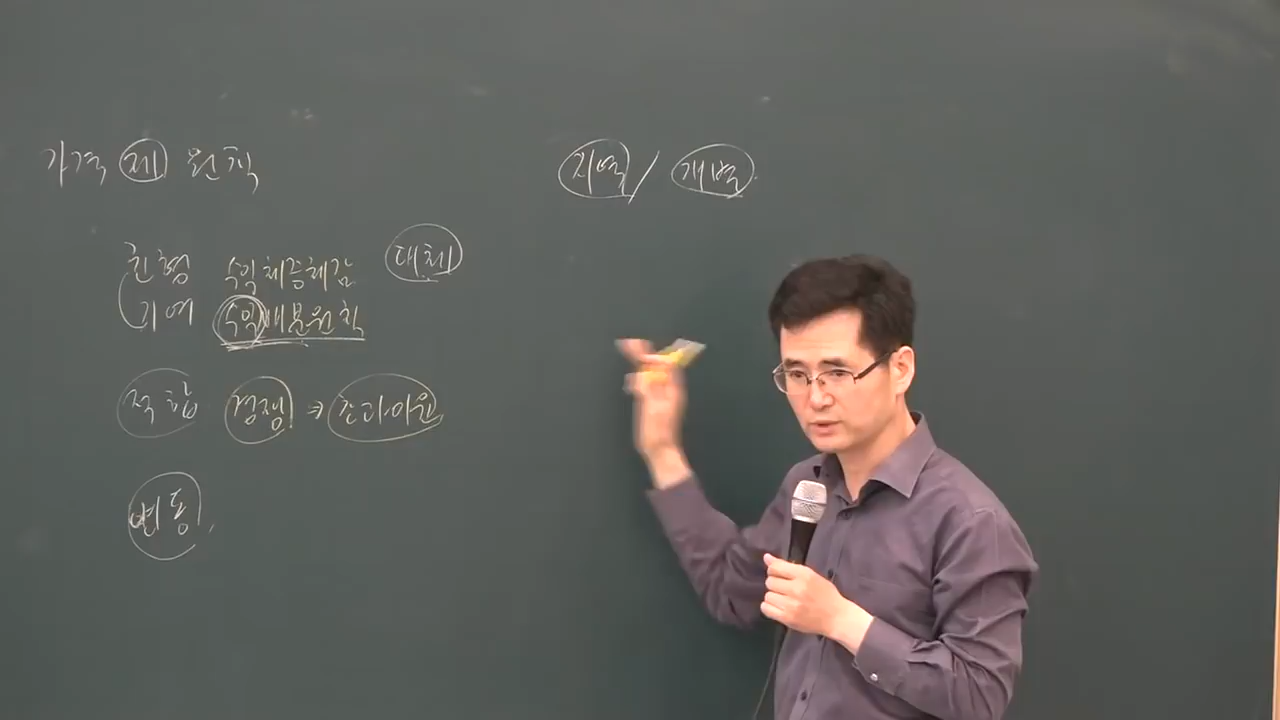 가격 제 원칙
지역 / 개별
균형 수익체증체감 대체
기여 수익배분원칙
적합 경쟁 ⇒ 초과이윤
변동